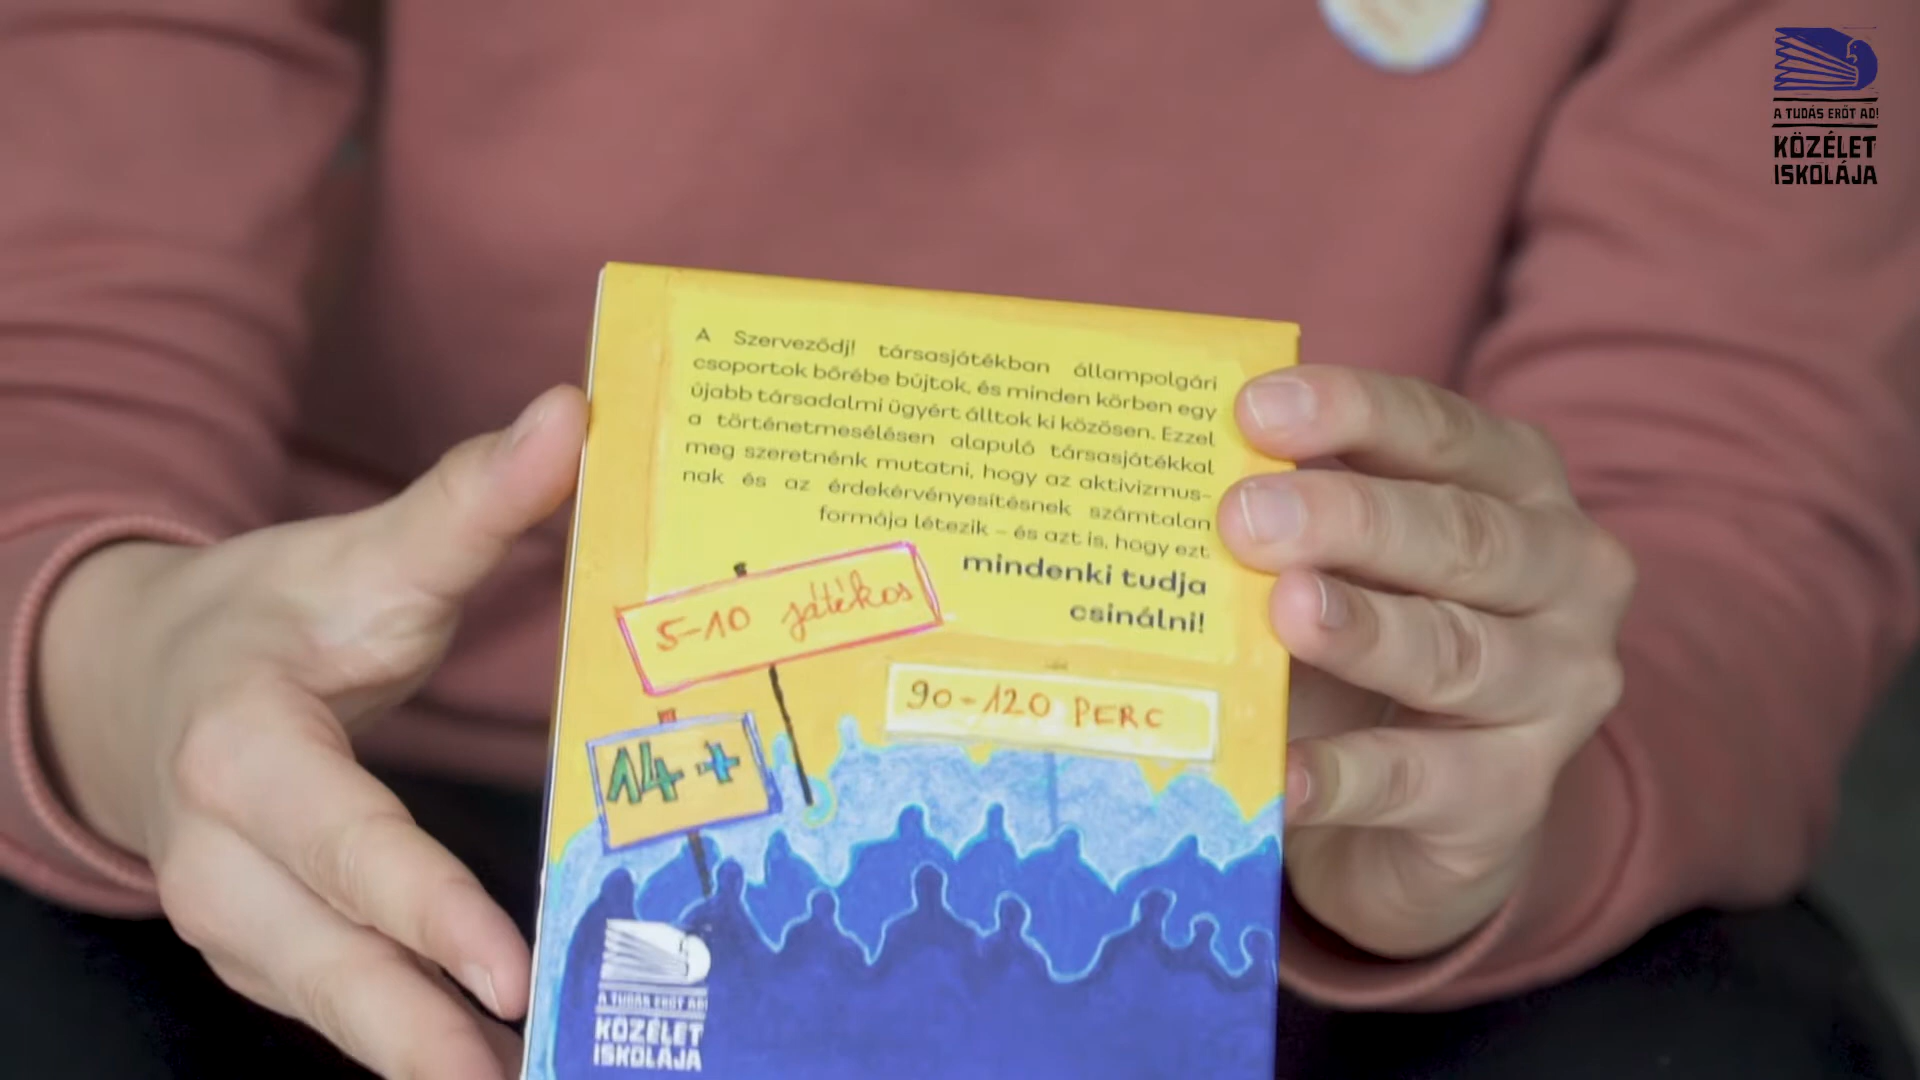 A TUDÁS ERŐT AD!
KÖZÉLET
ISKOLÁJA
A Szerveződj! társasjátékban állampolgári
csoportok bőrébe bújtok, és minden körben egy
újabb társadalmi ügyért álltok ki közösen. Ezzel
a történetmesélésen alapuló társasjátékkal
meg szeretnénk mutatni, hogy az aktivizmus-
nak és az érdekérvényesítésnek számtalan
formája létezik – és azt is, hogy ezt
mindenki tudja
csinálni!
5-10 játékos
90-120 PERC
14+
A TUDÁS ERŐT AD!
KÖZÉLET
ISKOLÁJA